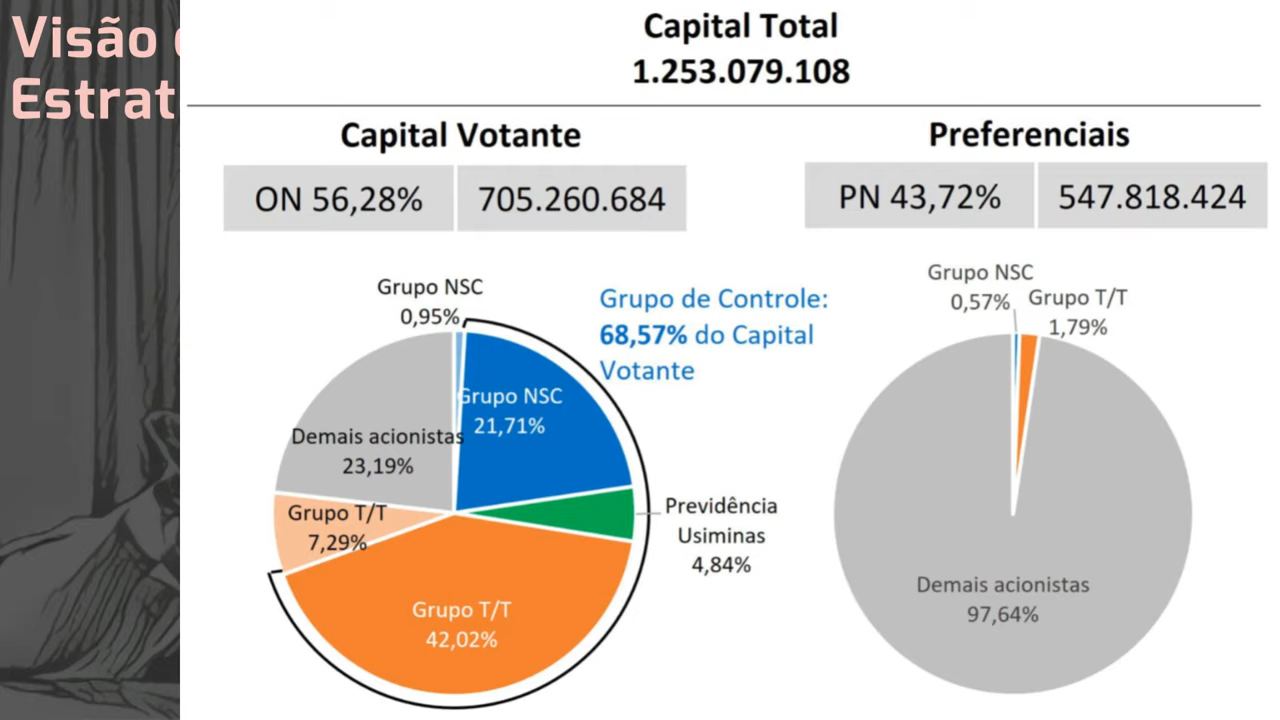 Visão
Estrat
Capital Total
1.253.079.108
Capital Votante
ON 56,28%
705.260.684
Preferenciais
PN 43,72%
547.818.424
Grupo NSC
0,95%
Grupo de Controle:
68,57% do Capital
Votante
Grupo NSC
21,71%
Demais acionistas
23,19%
Grupo T/T
7,29%
Previdência
Usiminas
4,84%
Grupo T/T
42,02%
Grupo NSC
0,57%
Grupo T/T
1,79%
Demais acionistas
97,64%